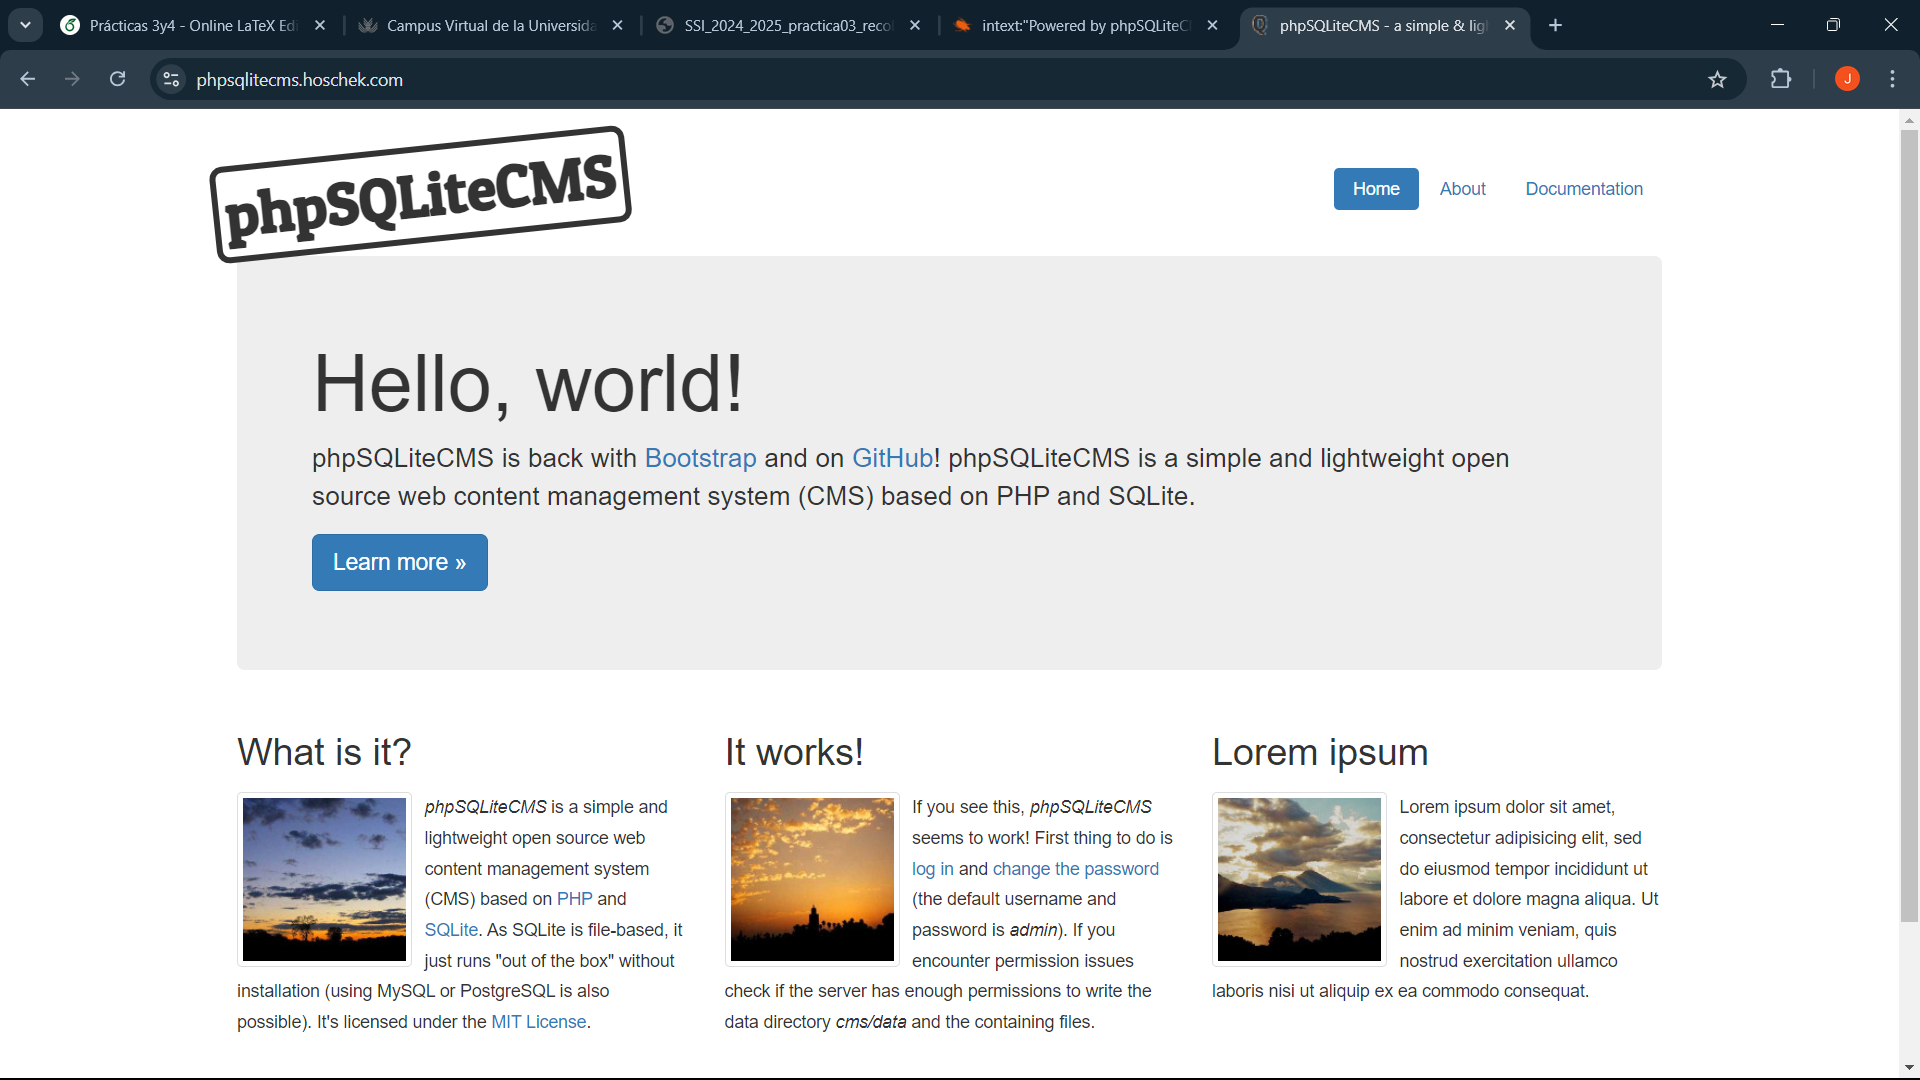 Prácticas 3y4 - Online LaTeX Edi
Campus Virtual de la Universida
SSI_2024_2025_practica03_reco
intext:"Powered by phpSQLiteC
phpSQLiteCMS - a simple & lig
phpsqlitecms.hoschek.com
J
phpSQLiteCMS
Home
About
Documentation
Hello, world!
phpSQLiteCMS is back with Bootstrap and on GitHub! phpSQLiteCMS is a simple and lightweight open
source web content management system (CMS) based on PHP and SQLite.
Learn more »
What is it?
phpSQLiteCMS is a simple and
lightweight open source web
content management system
(CMS) based on PHP and
SQLite. As SQLite is file-based, it
just runs "out of the box" without
installation (using MySQL or PostgreSQL is also
possible). It's licensed under the MIT License.
It works!
If you see this, phpSQLiteCMS
seems to work! First thing to do is
log in and change the password
(the default username and
password is admin). If you
encounter permission issues
check if the server has enough permissions to write the
data directory cms/data and the containing files.
Lorem ipsum
Lorem ipsum dolor sit amet,
consectetur adipisicing elit, sed
do eiusmod tempor incididunt ut
labore et dolore magna aliqua. Ut
enim ad minim veniam, quis
nostrud exercitation ullamco
laboris nisi ut aliquip ex ea commodo consequat.